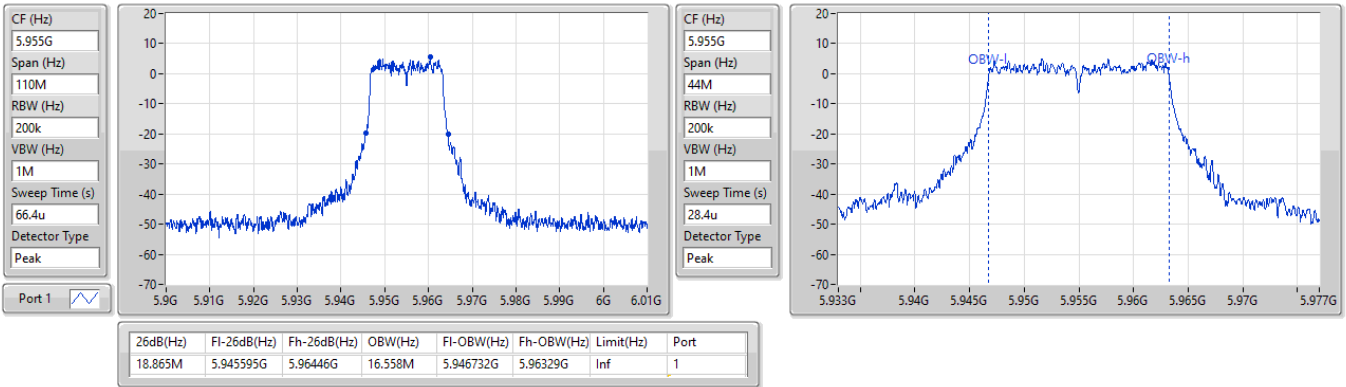 CF (Hz)
5.955G
Span (Hz)
110M
RBW (Hz)
200k
VBW (Hz)
1M
Sweep Time (s)
66.4u
Detector Type
Peak
Port 1
20
10
0
-10
-20
-30
-40
-50
-60
-70
5.9G 5.91G 5.92G 5.93G 5.94G 5.95G 5.96G 5.97G 5.98G 5.99G 6G 6.01G
CF (Hz)
5.955G
Span (Hz)
44M
RBW (Hz)
200k
VBW (Hz)
1M
Sweep Time (s)
28.4u
Detector Type
Peak
20
10
0
-10
-20
-30
-40
-50
-60
-70
OBW-l OBW-h
5.933G 5.94G 5.945G 5.95G 5.955G 5.96G 5.965G 5.97G 5.977G
26dB(Hz) Fl-26dB(Hz) Fh-26dB(Hz) OBW(Hz) Fl-OBW(Hz) Fh-OBW(Hz) Limit(Hz) Port
18.865M 5.945595G 5.96446G 16.558M 5.946732G 5.96329G Inf 1